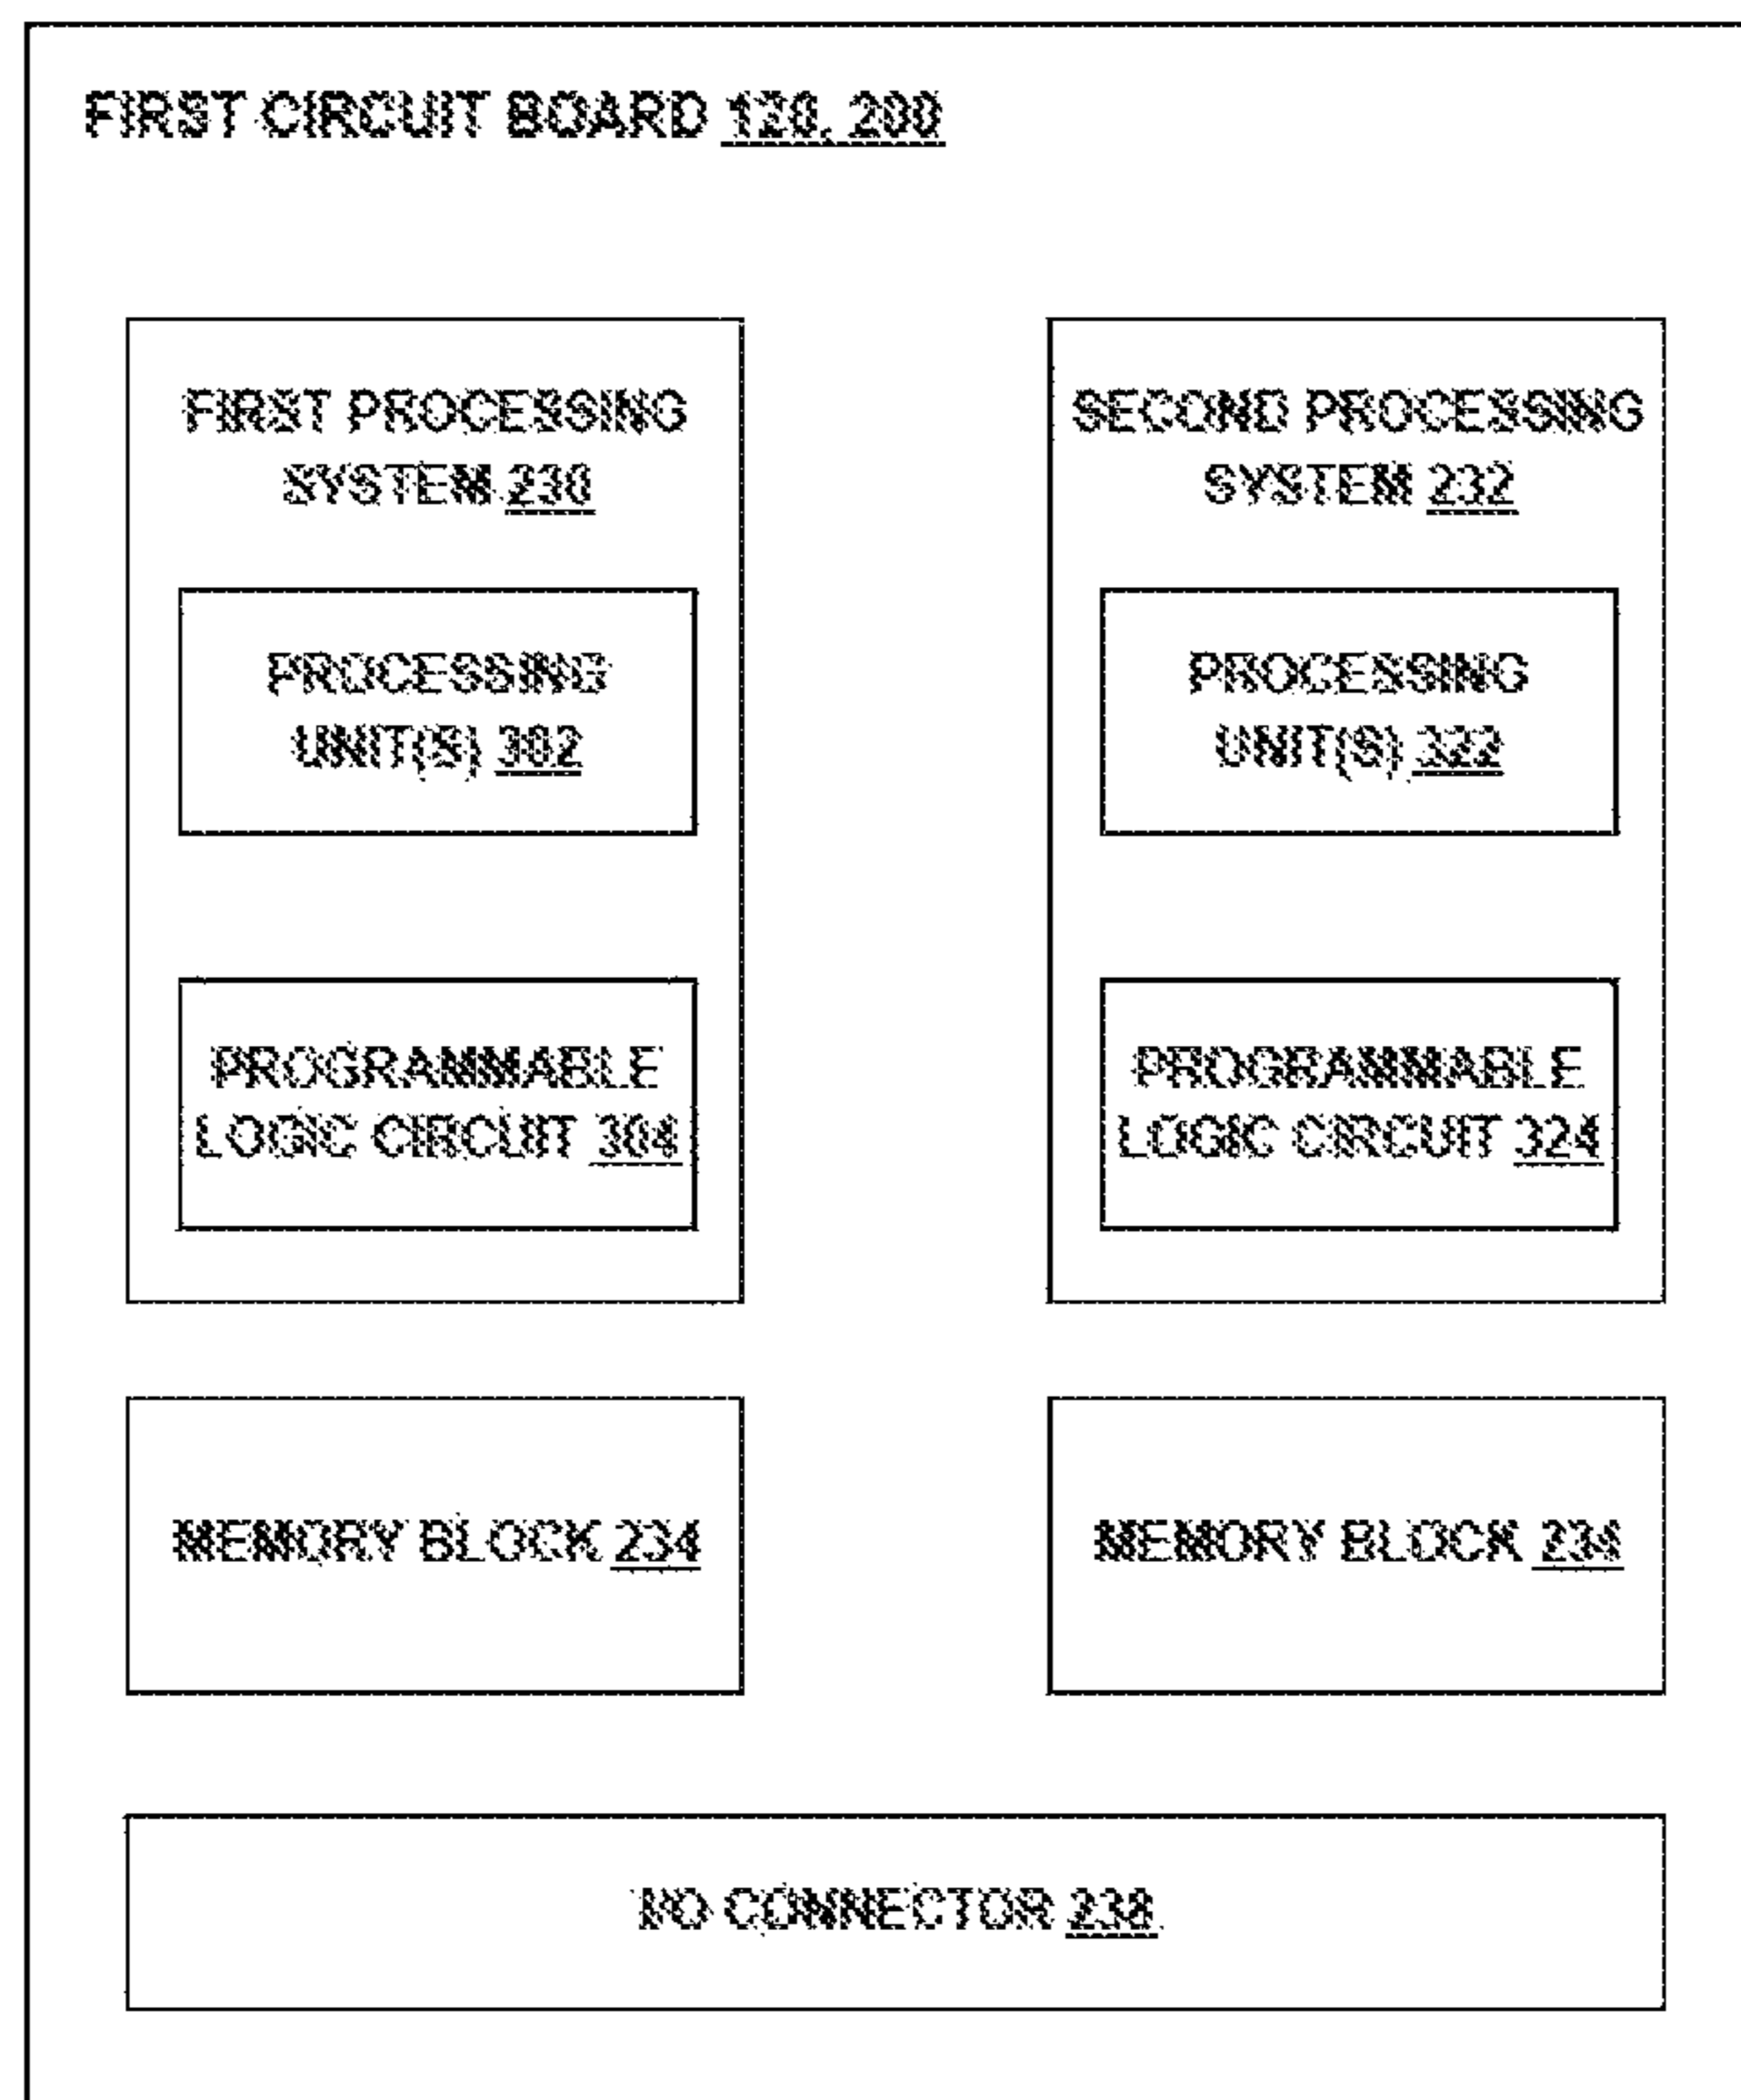 FIRST CIRCUIT BOARD 120, 200
FIRST PROCESSING
SYSTEM 230
PROCESSING
UNIT(S) 302
PROGRAMMABLE
LOGIC CIRCUIT 304
SECOND PROCESSING
SYSTEM 232
PROCESSING
UNIT(S) 322
PROGRAMMABLE
LOGIC CIRCUIT 324
MEMORY BLOCK 234
MEMORY BLOCK
I/O CONNECTOR 238